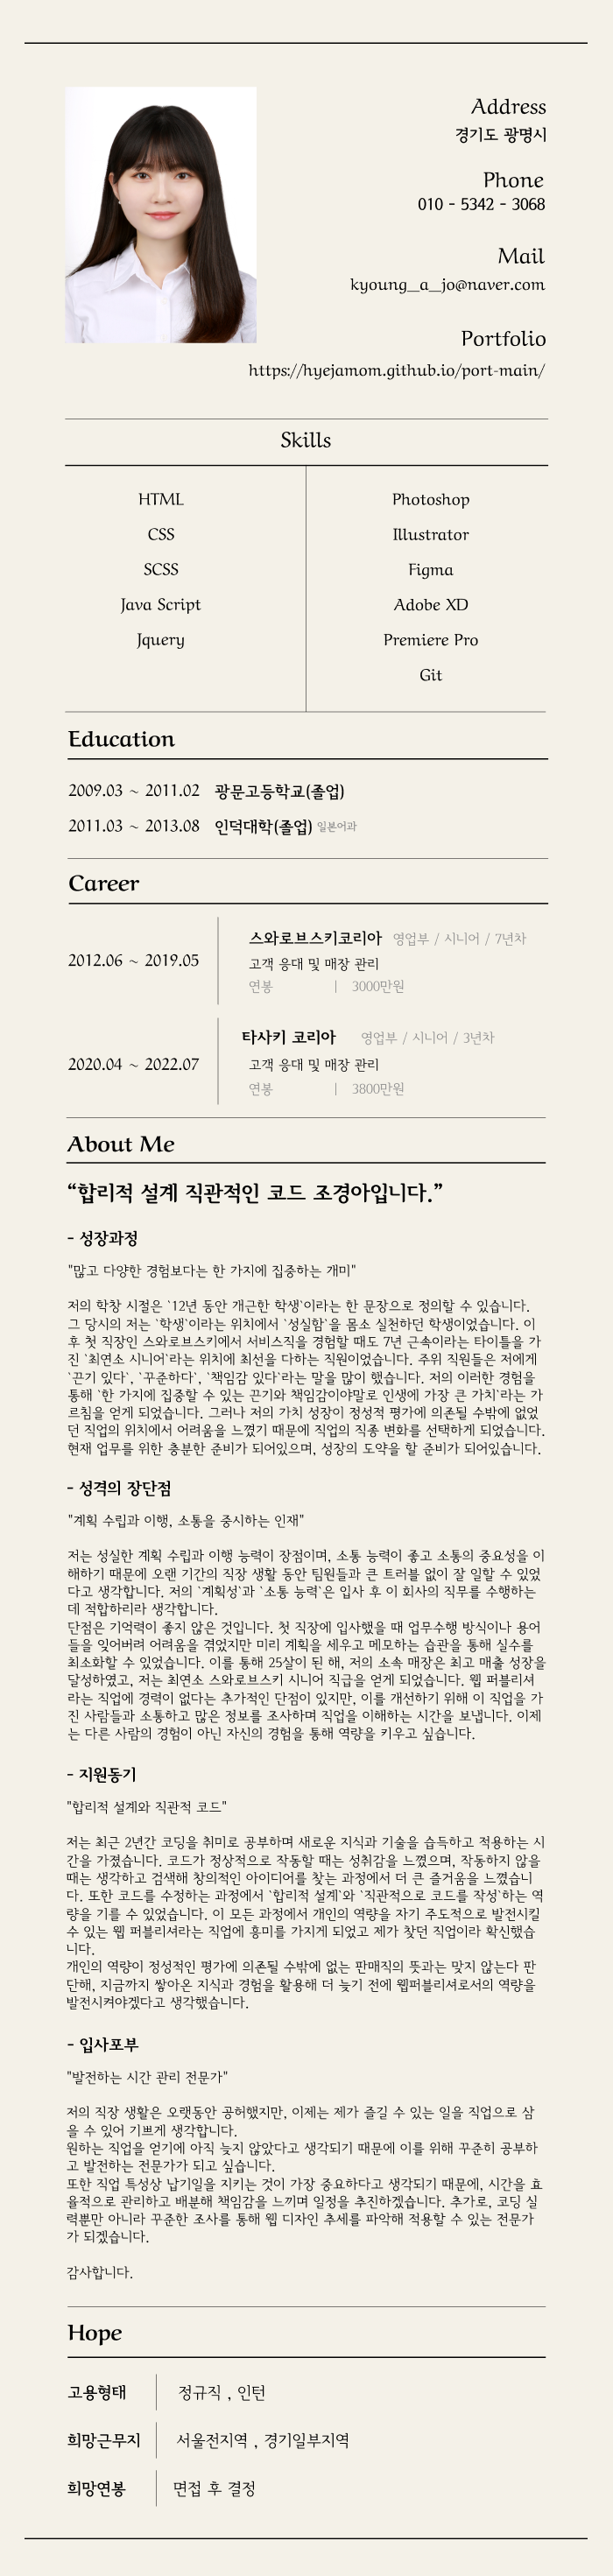 Address
경기도 광명시
Phone
010 - 5342 - 3068
Mail
kyoung_a_jo@naver.com
Portfolio
https://hyejamom.github.io/port-main/
Skills
HTML
CSS
SCSS
Java Script
Jquery
Photoshop
Illustrator
Figma
Adobe XD
Premiere Pro
Git
Education
2009.03 ~ 2011.02 광문고등학교(졸업)
2011.03 ~ 2013.08 인덕대학(졸업) 일본어과
Career
2012.06 ~ 2019.05
스와로브스키코리아 영업부 / 시니어 / 7년차
고객 응대 및 매장 관리
연봉 | 3000만원
2020.04 ~ 2022.07
타사키 코리아 영업부 / 시니어 / 3년차
고객 응대 및 매장 관리
연봉 | 3800만원
About Me
“합리적 설계 직관적인 코드 조경아입니다.”
- 성장과정
"많고 다양한 경험보다는 한 가지에 집중하는 개미"
저의 학창 시절은 `12년 동안 개근한 학생`이라는 한 문장으로 정의할 수 있습니다.
그 당시의 저는 `학생`이라는 위치에서 `성실함`을 몸소 실천하던 학생이었습니다. 이
후 첫 직장인 스와로브스키에서 서비스직을 경험할 때도 7년 근속이라는 타이틀을 가
진 `최연소 시니어`라는 위치에 최선을 다하는 직원이었습니다. 주위 직원들은 저에게
`끈기 있다`, `꾸준하다`, `책임감 있다`라는 말을 많이 했습니다. 저의 이러한 경험을
통해 `한 가지에 집중할 수 있는 끈기와 책임감이야말로 인생에 가장 큰 가치`라는 가
르침을 얻게 되었습니다. 그러나 저의 가치 성장이 정성적 평가에 의존될 수밖에 없었
던 직업의 위치에서 어려움을 느꼈기 때문에 직업의 직종 변화를 선택하게 되었습니다.
현재 업무를 위한 충분한 준비가 되어있으며, 성장의 도약을 할 준비가 되어있습니다.
- 성격의 장단점
"계획 수립과 이행, 소통을 중시하는 인재"
저는 성실한 계획 수립과 이행 능력이 장점이며, 소통 능력이 좋고 소통의 중요성을 이
해하기 때문에 오랜 기간의 직장 생활 동안 팀원들과 큰 트러블 없이 잘 일할 수 있었
다고 생각합니다. 저의 `계획성`과 `소통 능력`은 입사 후 이 회사의 직무를 수행하는
데 적합하리라 생각합니다.
단점은 기억력이 좋지 않은 것입니다. 첫 직장에 입사했을 때 업무수행 방식이나 용어
들을 잊어버려 어려움을 겪었지만 미리 계획을 세우고 메모하는 습관을 통해 실수를
최소화할 수 있었습니다. 이를 통해 25살이 된 해, 저의 소속 매장은 최고 매출 성장을
달성하였고, 저는 최연소 스와로브스키 시니어 직급을 얻게 되었습니다. 웹 퍼블리셔
라는 직업에 경력이 없다는 추가적인 단점이 있지만, 이를 개선하기 위해 이 직업을 가
진 사람들과 소통하고 많은 정보를 조사하며 직업을 이해하는 시간을 보냅니다. 이제
는 다른 사람의 경험이 아닌 자신의 경험을 통해 역량을 키우고 싶습니다.
- 지원동기
"합리적 설계와 직관적 코드"
저는 최근 2년간 코딩을 취미로 공부하며 새로운 지식과 기술을 습득하고 적용하는 시
간을 가졌습니다. 코드가 정상적으로 작동할 때는 성취감을 느꼈으며, 작동하지 않을
때는 생각하고 검색해 창의적인 아이디어를 찾는 과정에서 더 큰 즐거움을 느꼈습니
다. 또한 코드를 수정하는 과정에서 `합리적 설계`와 `직관적으로 코드를 작성`하는 역
량을 기를 수 있었습니다. 이 모든 과정에서 개인의 역량을 자기 주도적으로 발전시킬
수 있는 웹 퍼블리셔라는 직업에 흥미를 가지게 되었고 제가 찾던 직업이라 확신했습
니다.
개인의 역량이 정성적인 평가에 의존될 수밖에 없는 판매직의 뜻과는 맞지 않는다 판
단해, 지금까지 쌓아온 지식과 경험을 활용해 더 늦기 전에 웹퍼블리셔로서의 역량을
발전시켜야겠다고 생각했습니다.
- 입사포부
"발전하는 시간 관리 전문가"
저의 직장 생활은 오랫동안 공허했지만, 이제는 제가 즐길 수 있는 일을 직업으로 삼
을 수 있어 기쁘게 생각합니다.
원하는 직업을 얻기에 아직 늦지 않았다고 생각되기 때문에 이를 위해 꾸준히 공부하
고 발전하는 전문가가 되고 싶습니다.
또한 직업 특성상 납기일을 지키는 것이 가장 중요하다고 생각되기 때문에, 시간을 효
율적으로 관리하고 배분해 책임감을 느끼며 일정을 추진하겠습니다. 추가로, 코딩 실
력뿐만 아니라 꾸준한 조사를 통해 웹 디자인 추세를 파악해 적용할 수 있는 전문가
가 되겠습니다.
감사합니다.
Hope
고용형태 정규직 , 인턴
희망근무지 서울전지역 , 경기일부지역
희망연봉 면접 후 결정